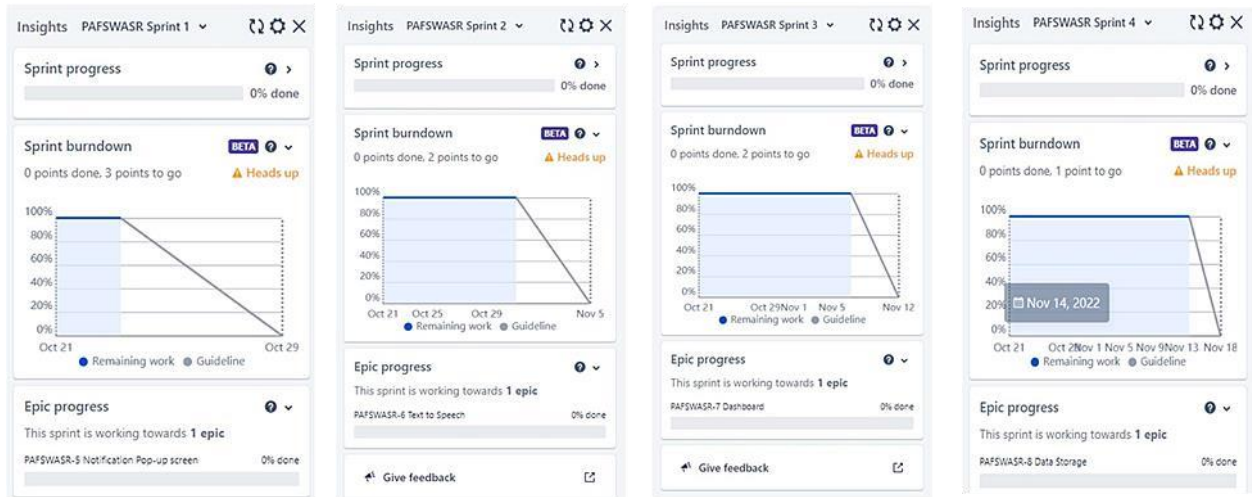 Insights PAFSWASR Sprint 1
Sprint progress
0% done
Sprint burndown BETA
0 points done, 3 points to go Heads up
100%
80%
60%
40%
20%
0%
Oct 21 Oct 29
Remaining work Guideline
Epic progress
This sprint is working towards 1 epic
PAFSWASR-5 Notification Pop-up screen 0% done
Insights PAFSWASR Sprint 2
Sprint progress
0% done
Sprint burndown BETA
0 points done, 2 points to go Heads up
100%
80%
60%
40%
20%
0%
Oct 21 Oct 25 Oct 29 Nov 5
Remaining work Guideline
Epic progress
This sprint is working towards 1 epic
PAFSWASR-6 Text to Speech 0% done
Give feedback
Insights PAFSWASR Sprint 3
Sprint progress
0% done
Sprint burndown BETA
0 points done, 2 points to go Heads up
100%
80%
60%
40%
20%
0%
Oct 21 Oct 29 Nov 1 Nov 5 Nov 12
Remaining work Guideline
Epic progress
This sprint is working towards 1 epic
PAFSWASR-7 Dashboard 0% done
Give feedback
Insights PAFSWASR Sprint 4
Sprint progress
0% done
Sprint burndown BETA
0 points done, 1 point to go Heads up
100%
80%
60%
40%
20%
Nov 14, 2022
0%
Oct 21 Oct Nov 1 Nov 5 Nov 9 Nov 13 Nov 18
Remaining work Guideline
Epic progress
This sprint is working towards 1 epic
PAFSWASR-8 Data Storage 0% done